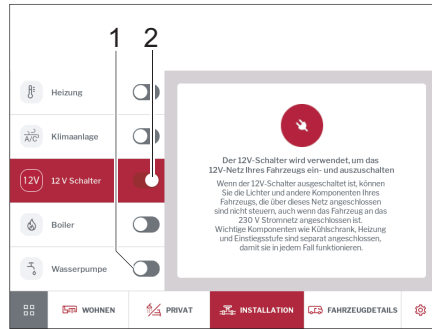 1 2
Heizung
A/C
Klimaanlage
12V
12 V Schalter
Boiler
Wasserpumpe
Der 12V-Schalter wird verwendet, um das
12V-Netz Ihres Fahrzeugs ein- und auszuschalten
Wenn der 12V-Schalter ausgeschaltet ist, können
Sie die Lichter und andere Komponenten Ihres
Fahrzeugs, die über dieses Netz angeschlossen
sind nicht steuern, auch wenn das Fahrzeug an das
230 V Stromnetz angeschlossen ist.
Wichtige Komponenten wie Kühlschrank, Heizung
und Einstiegsstufe sind separat angeschlossen,
damit sie in jedem Fall funktionieren.
WOHNEN PRIVAT INSTALLATION FAHRZEUGDETAILS